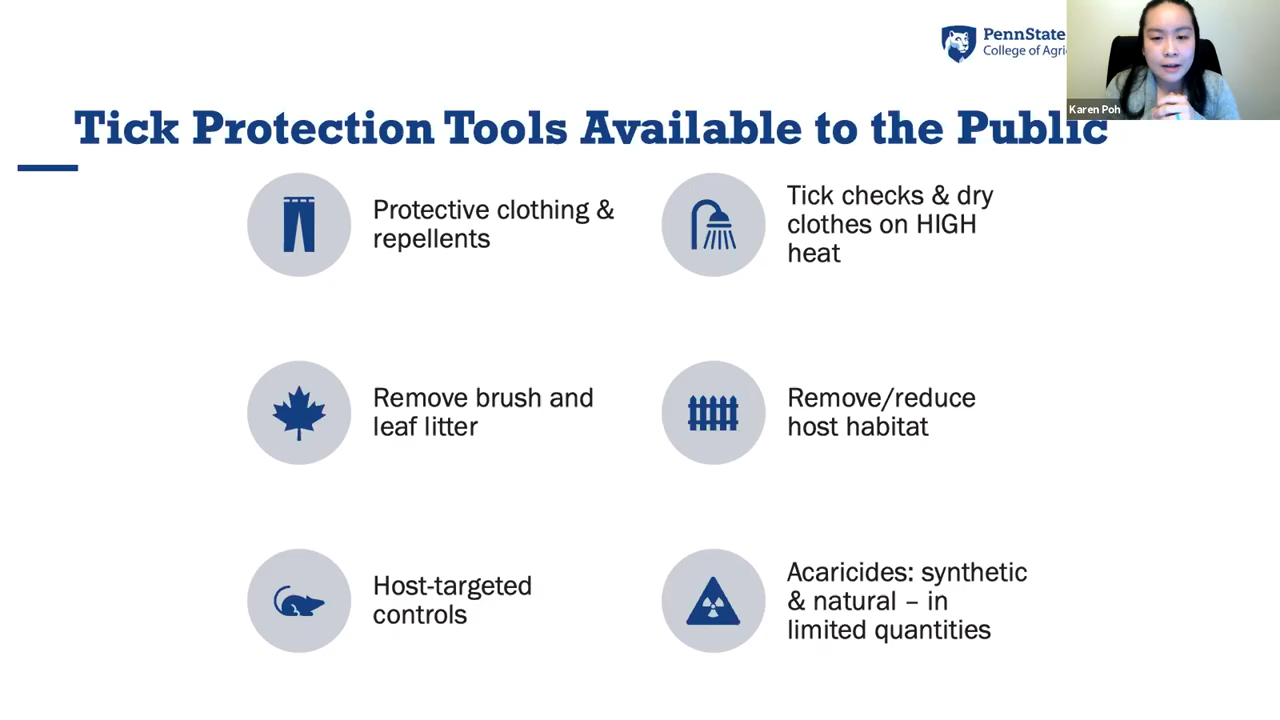 PennState
College of Agri
Karen Poh
Tick Protection Tools Available to the Public
Protective clothing &
repellents
Tick checks & dry
clothes on HIGH
heat
Remove brush and
leaf litter
Remove/reduce
host habitat
Host-targeted
controls
Acaricides: synthetic
& natural – in
limited quantities